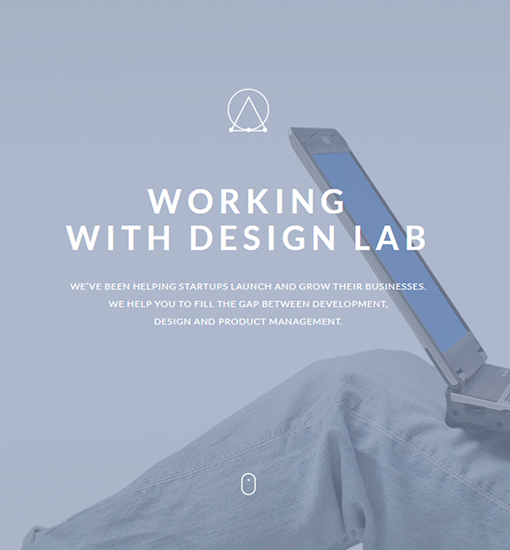 WORKING
WITH DESIGN LAB
WE'VE BEEN HELPING STARTUPS LAUNCH AND GROW THEIR BUSINESSES.
WE HELP YOU TO FILL THE GAP BETWEEN DEVELOPMENT,
DESIGN AND PRODUCT MANAGEMENT.